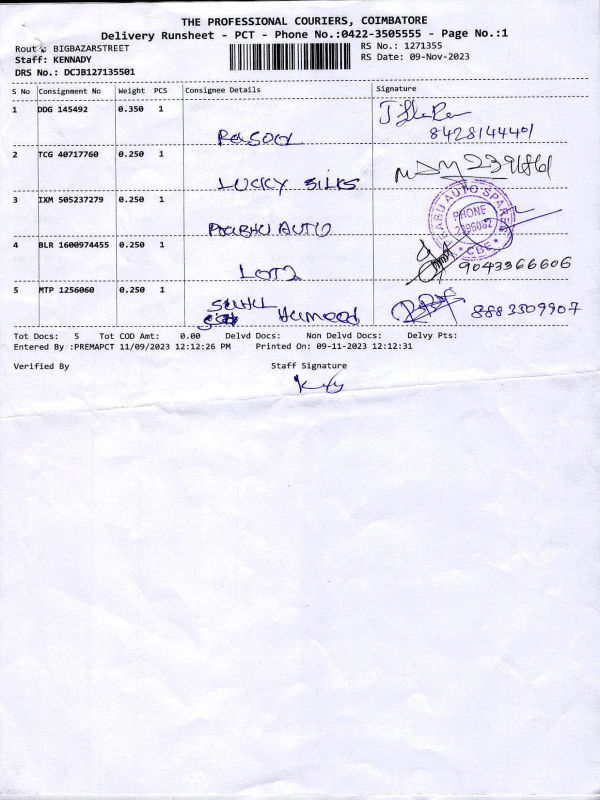 THE PROFESSIONAL COURIERS, COIMBATORE
Delivery Runsheet - PCT - Phone No.:0422-3505555 - Page No.:1
Route : BIGBAZARSTREET
RS No.: 1271355
Staff: KENNADY
RS Date: 09-Nov-2023
DRS No.: DCJB127135501
S No Consignment No Weight PCS Consignee Details Signature
1 DDG 145492 0.350 1
8428144401
2 TCG 40717760 0.250 1
LUCKY SILKS
3 IXM 505237279 0.250 1
PRABHU AUTO
BABU AUTO SPARES
PHONE
CBE
4 BLR 1600974455 0.250 1
9043366606
5 MTP 1256060 0.250 1
8883309907
Tot Docs: 5 Tot COD Amt: 0.00 Delvd Docs: Non Delvd Docs: Delvy Pts:
Entered By :PREMAPCT 11/09/2023 12:12:26 PM Printed On: 09-11-2023 12:12:31
Verified By Staff Signature